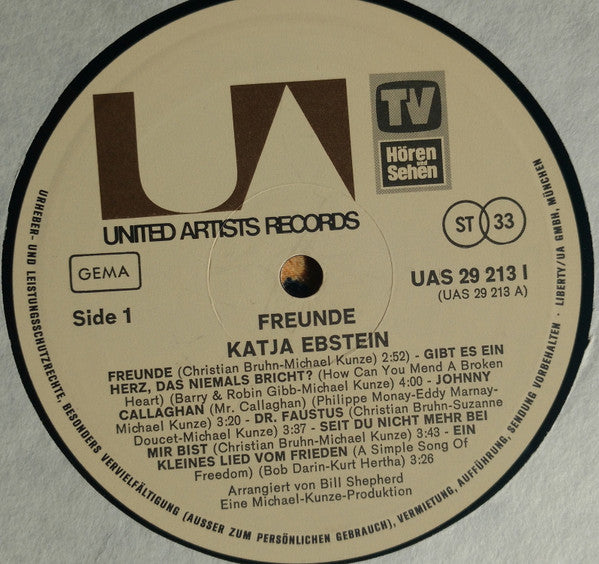 TV
Hören
und
Sehen
UNITED ARTISTS RECORDS
ST 33
GEMA
UAS 29 213 I
(UAS 29 213 A)
Side 1
FREUNDE
KATJA EBSTEIN
FREUNDE (Christian Bruhn-Michael Kunze) 2:52) - GIBT ES EIN
HERZ, DAS NIEMALS BRICHT? (How Can You Mend A Broken
Heart) (Barry & Robin Gibb-Michael Kunze) 4:00 - JOHNNY
CALLAGHAN (Mr. Callaghan) (Philippe Monay-Eddy Marnay-
Michael Kunze) 3:20 - DR. FAUSTUS (Christian Bruhn-Suzanne
Doucet-Michael Kunze) 3:37 - SEIT DU NICHT MEHR BEI
MIR BIST (Christian Bruhn-Michael Kunze) 3:43 - EIN
KLEINES LIED VOM FRIEDEN (A Simple Song Of
Freedom) (Bob Darin-Kurt Hertha) 3:26
Arrangiert von Bill Shepherd
Eine Michael-Kunze-Produktion
URHEBER- UND LEISTUNGSSCHUTZRECHTE, BESONDERS VERVIELFÄLTIGUNG (AUSSER ZUM PERSÖNLICHEN GEBRAUCH), VERMIETUNG, AUFFÜHRUNG, SENDUNG VORBEHALTEN · LIBERTY/UA GMBH, MÜNCHEN